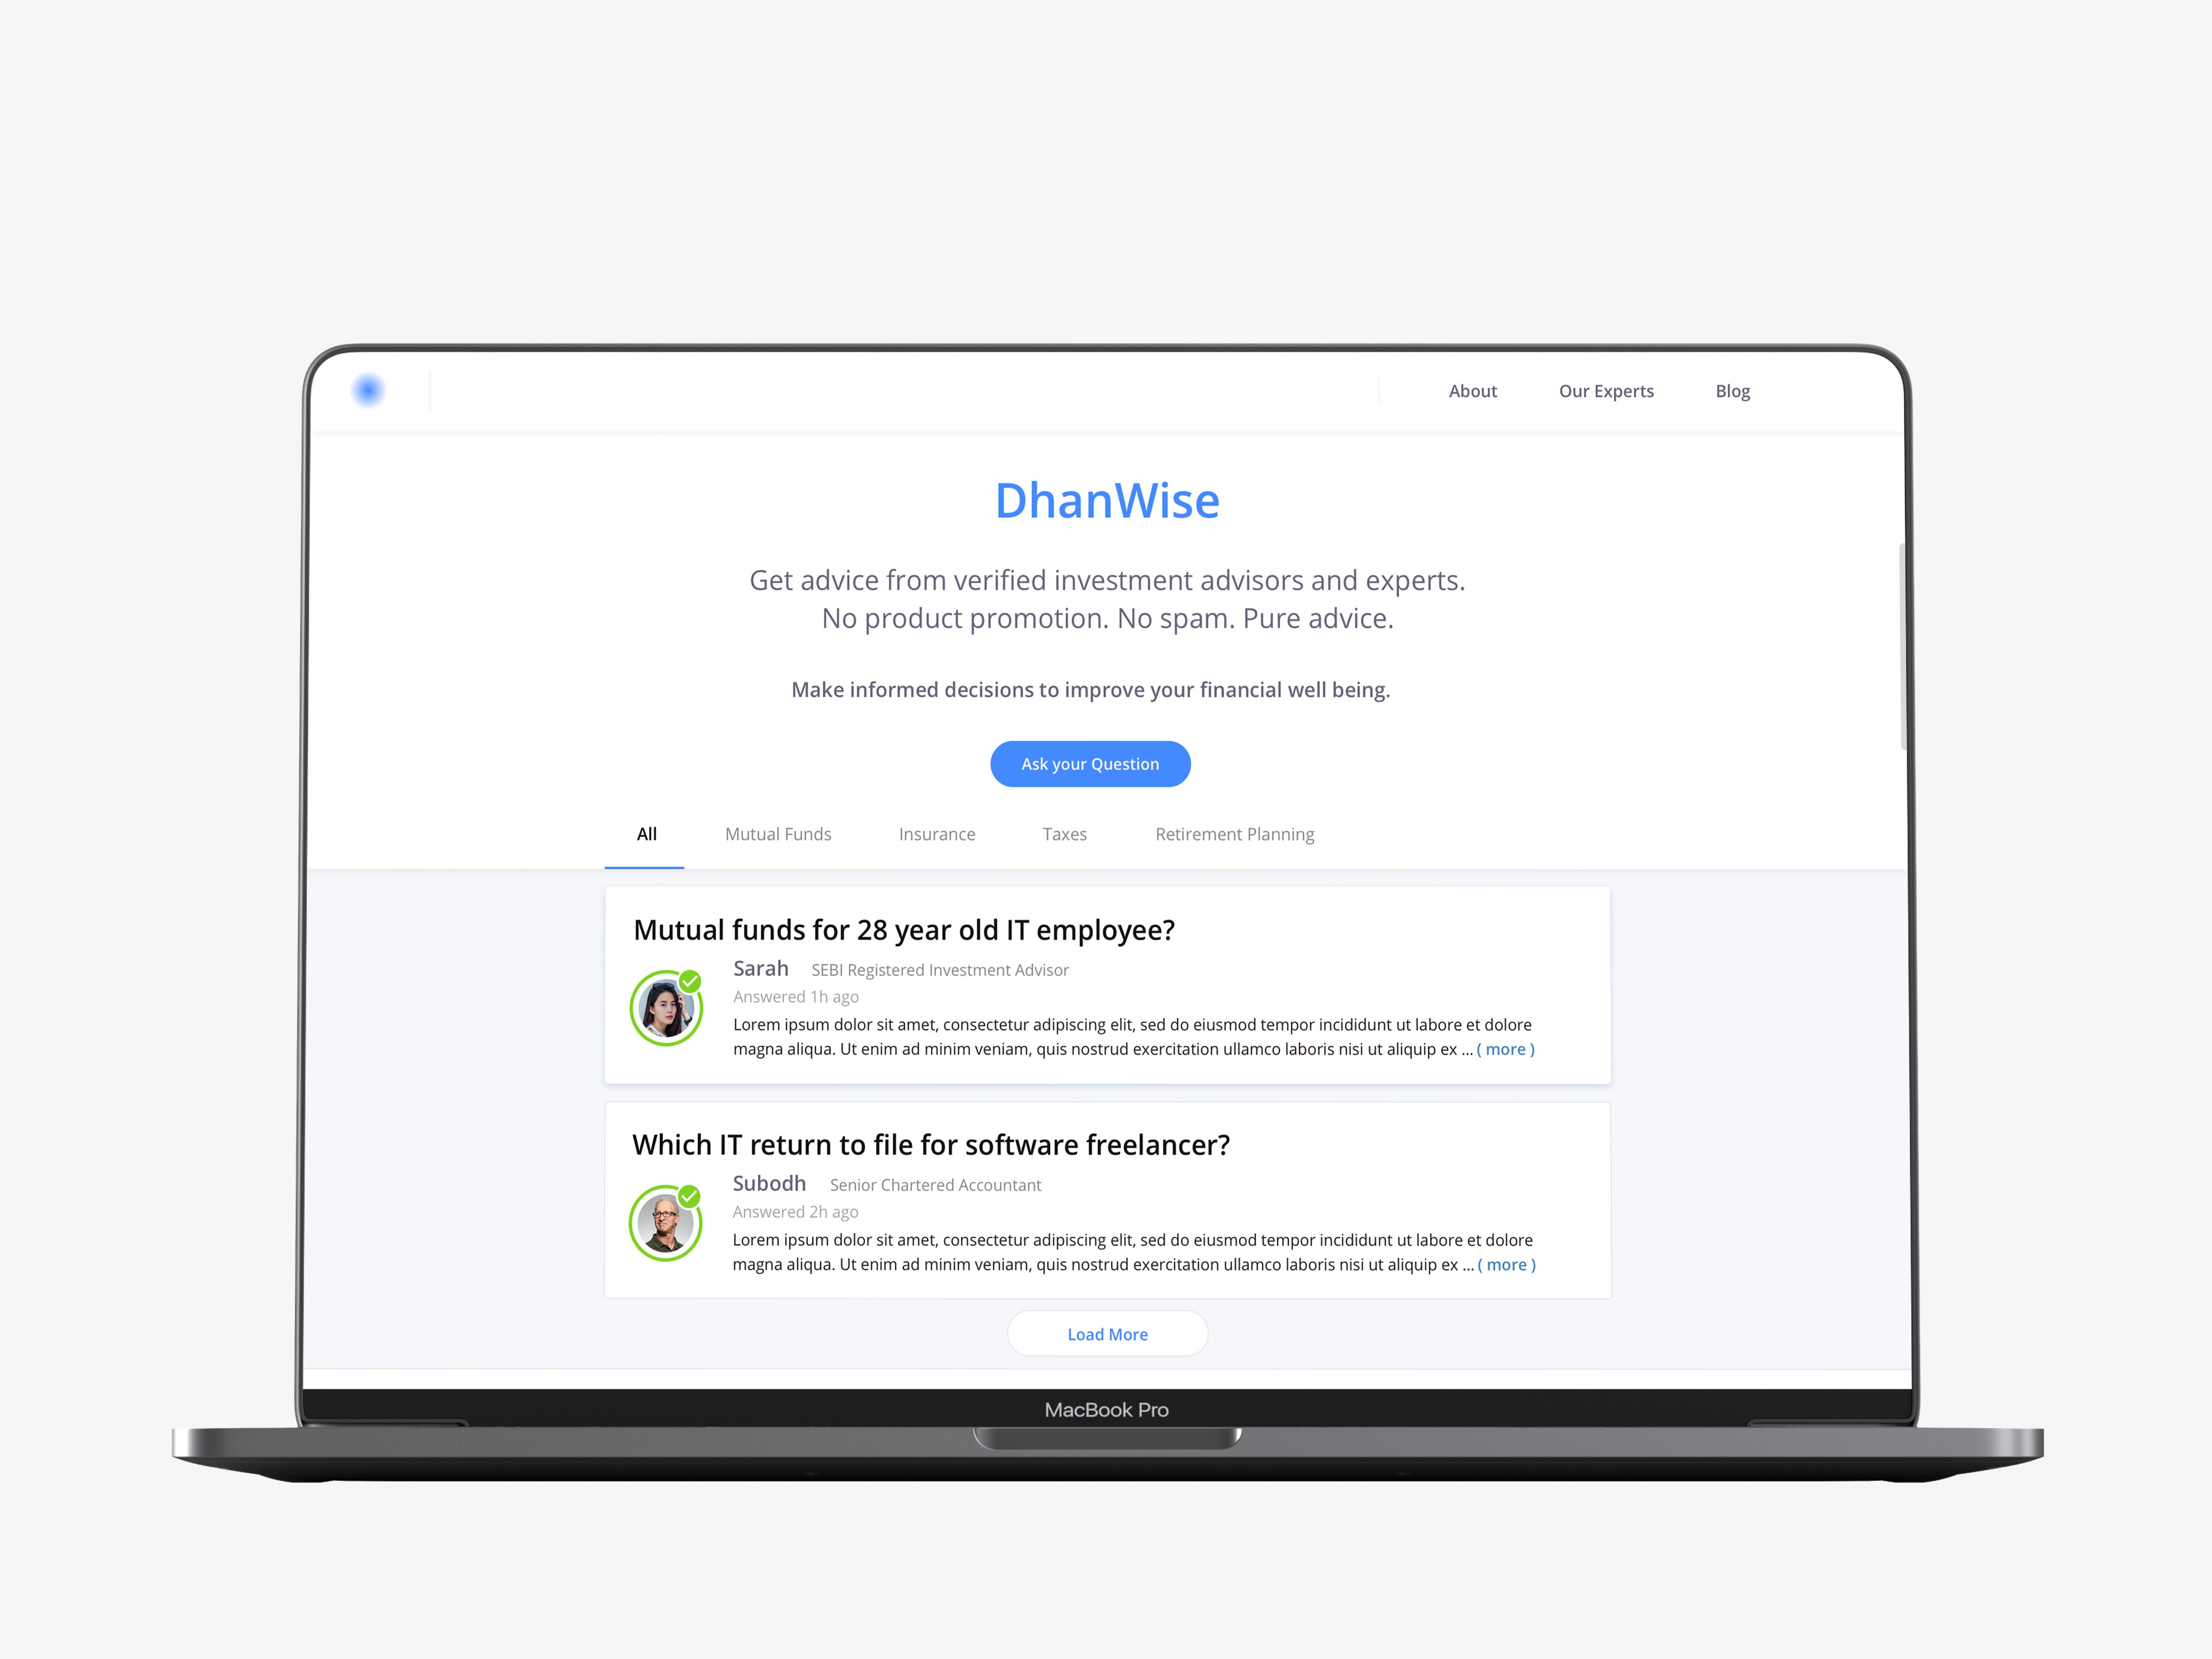 About
Our Experts
Blog
DhanWise
Get advice from verified investment advisors and experts.
No product promotion. No spam. Pure advice.
Make informed decisions to improve your financial well being.
Ask your Question
All
Mutual Funds
Insurance
Taxes
Retirement Planning
Mutual funds for 28 year old IT employee?
Sarah SEBI Registered Investment Advisor
Answered 1h ago
Lorem ipsum dolor sit amet, consectetur adipiscing elit, sed do eiusmod tempor incididunt ut labore et dolore
magna aliqua. Ut enim ad minim veniam, quis nostrud exercitation ullamco laboris nisi ut aliquip ex ... ( more )
Which IT return to file for software freelancer?
Subodh Senior Chartered Accountant
Answered 2h ago
Lorem ipsum dolor sit amet, consectetur adipiscing elit, sed do eiusmod tempor incididunt ut labore et dolore
magna aliqua. Ut enim ad minim veniam, quis nostrud exercitation ullamco laboris nisi ut aliquip ex ... ( more )
Load More
MacBook Pro